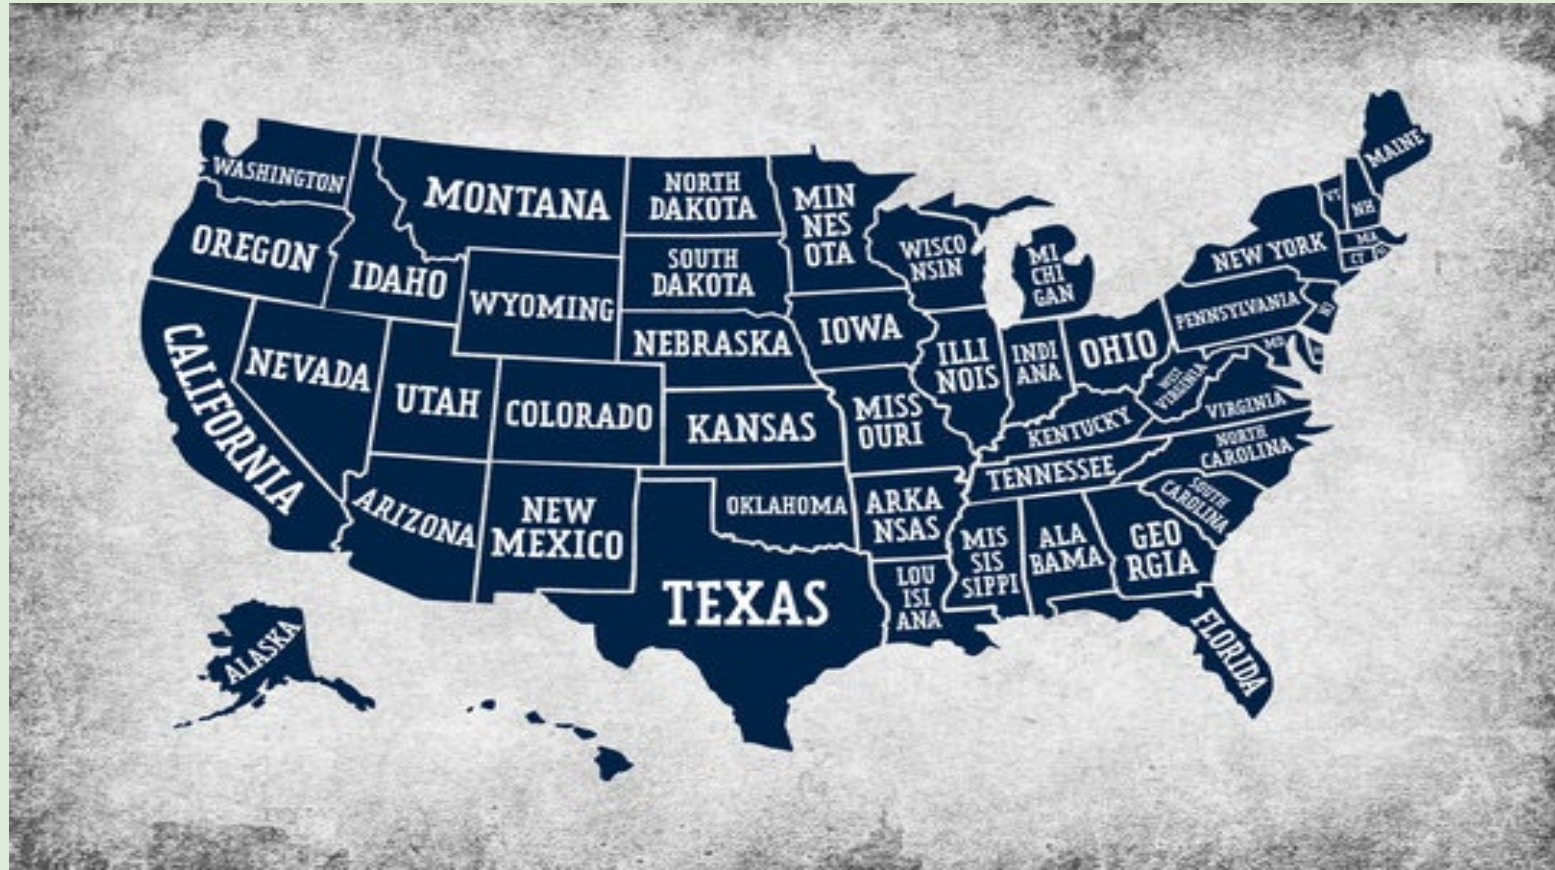 WASHINGTON
OREGON
CALIFORNIA
IDAHO
NEVADA
MONTANA
WYOMING
UTAH
ARIZONA
COLORADO
NEW
MEXICO
NORTH
DAKOTA
SOUTH
DAKOTA
NEBRASKA
KANSAS
OKLAHOMA
TEXAS
MIN
NES
OTA
IOWA
MISS
OURI
ARKA
NSAS
LOU
ISI
ANA
WISCO
NSIN
ILLI
NOIS
MI
CHI
GAN
INDI
ANA
OHIO
KENTUCKY
TENNESSEE
MIS
SIS
SIPPI
ALA
BAMA
GEO
RGIA
FLORIDA
SOUTH
CAROLINA
NORTH
CAROLINA
VIRGINIA
WEST
VIRGINIA
PENNSYLVANIA
NEW YORK
VT
NH
MAINE
MA
CT
MD
ALASKA